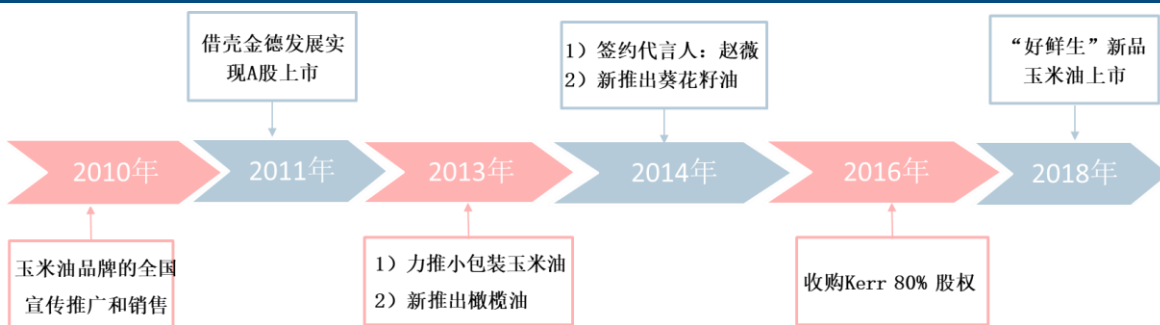 借壳金德发展实
现A股上市
1）签约代言人：赵薇
2）新推出葵花籽油
“好鲜生”新品
玉米油上市
2010年
2011年
2013年
2014年
2016年
2018年
玉米油品牌的全国
宣传推广和销售
1）力推小包装玉米油
2）新推出橄榄油
收购Kerr 80% 股权